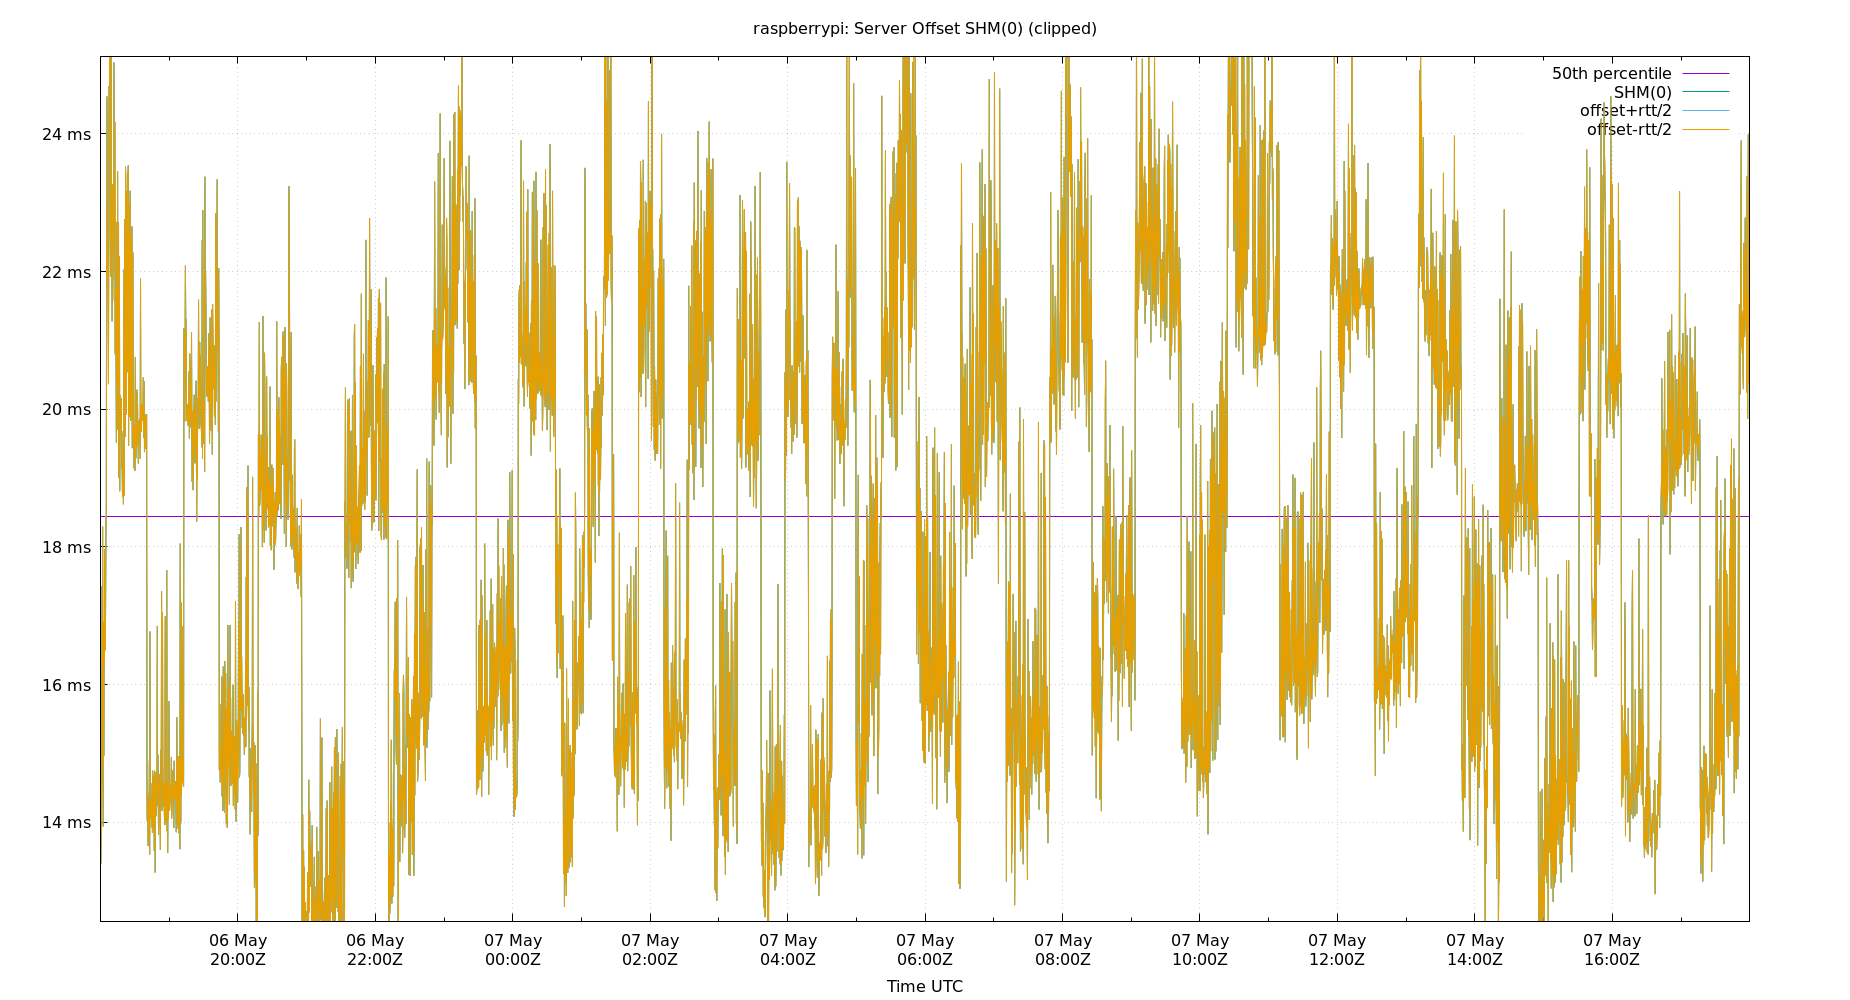 raspberrypi: Server Offset SHM(0) (clipped)
50th percentile
SHM(0)
offset+rtt/2
offset-rtt/2
24 ms
22 ms
20 ms
18 ms
16 ms
14 ms
06 May 06 May 07 May 07 May 07 May 07 May 07 May 07 May 07 May 07 May 07 May
20:00Z 22:00Z 00:00Z 02:00Z 04:00Z 06:00Z 08:00Z 10:00Z 12:00Z 14:00Z 16:00Z
Time UTC